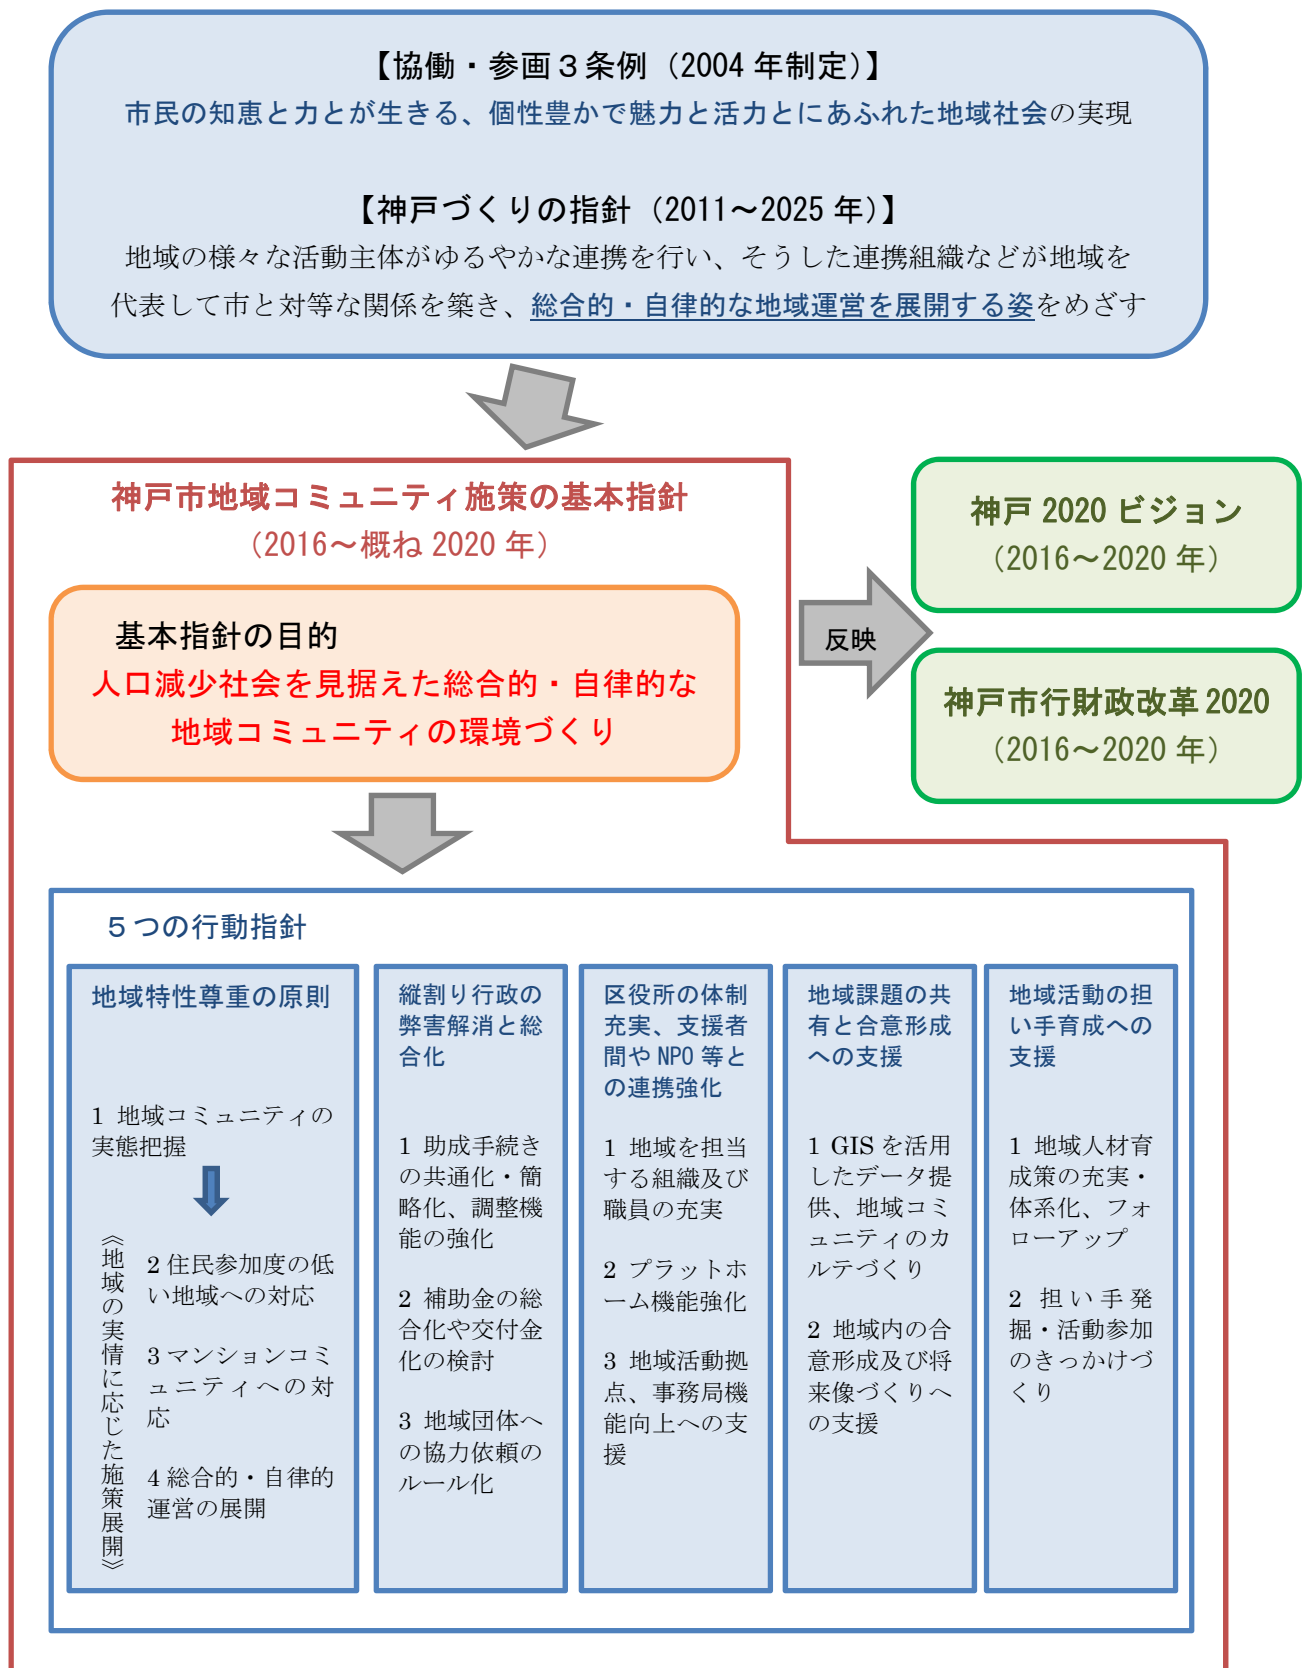 【協働・参画３条例（2004 年制定）】
市民の知恵と力とが生きる、個性豊かで魅力と活力とにあふれた地域社会の実現
【神戸づくりの指針（2011～2025 年）】
地域の様々な活動主体がゆるやかな連携を行い、そうした連携組織などが地域を
代表して市と対等な関係を築き、総合的・自律的な地域運営を展開する姿をめざす
神戸市地域コミュニティ施策の基本指針
（2016～概ね 2020 年）
基本指針の目的
人口減少社会を見据えた総合的・自律的な
地域コミュニティの環境づくり
反映
神戸 2020 ビジョン
（2016～2020 年）
神戸市行財政改革 2020
（2016～2020 年）
５つの行動指針
地域特性尊重の原則
1 地域コミュニティの
実態把握
《地域の実情に応じた施策展開》
2 住民参加度の低
い地域への対応
3 マンションコミ
ュニティへの対
応
4 総合的・自律的
運営の展開
縦割り行政の
弊害解消と総
合化
1 助成手続き
の共通化・簡
略化、調整機
能の強化
2 補助金の総
合化や交付金
化の検討
3 地域団体へ
の協力依頼の
ルール化
区役所の体制
充実、支援者
間や NPO 等と
の連携強化
1 地域を担当
する組織及び
職員の充実
2 プラットホ
ーム機能強化
3 地域活動拠
点、事務局機
能向上への支
援
地域課題の共
有と合意形成
への支援
1 GIS を活用
したデータ提
供、地域コミ
ュニティのカ
ルテづくり
2 地域内の合
意形成及び将
来像づくりへ
の支援
地域活動の担
い手育成への
支援
1 地域人材育
成策の充実・
体系化、フォ
ローアップ
2 担い手発
掘・活動参加
のきっかけづ
くり